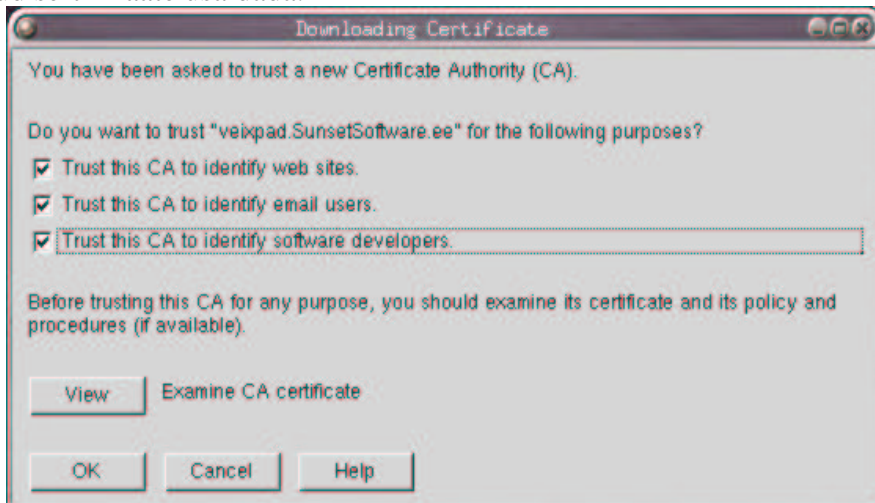 Downloading Certificate
You have been asked to trust a new Certificate Authority (CA).
Do you want to trust "veixpad.SunsetSoftware.ee" for the following purposes?
Trust this CA to identify web sites.
Trust this CA to identify email users.
Trust this CA to identify software developers.
Before trusting this CA for any purpose, you should examine its certificate and its policy and
procedures (if available).
View Examine CA certificate
OK Cancel Help